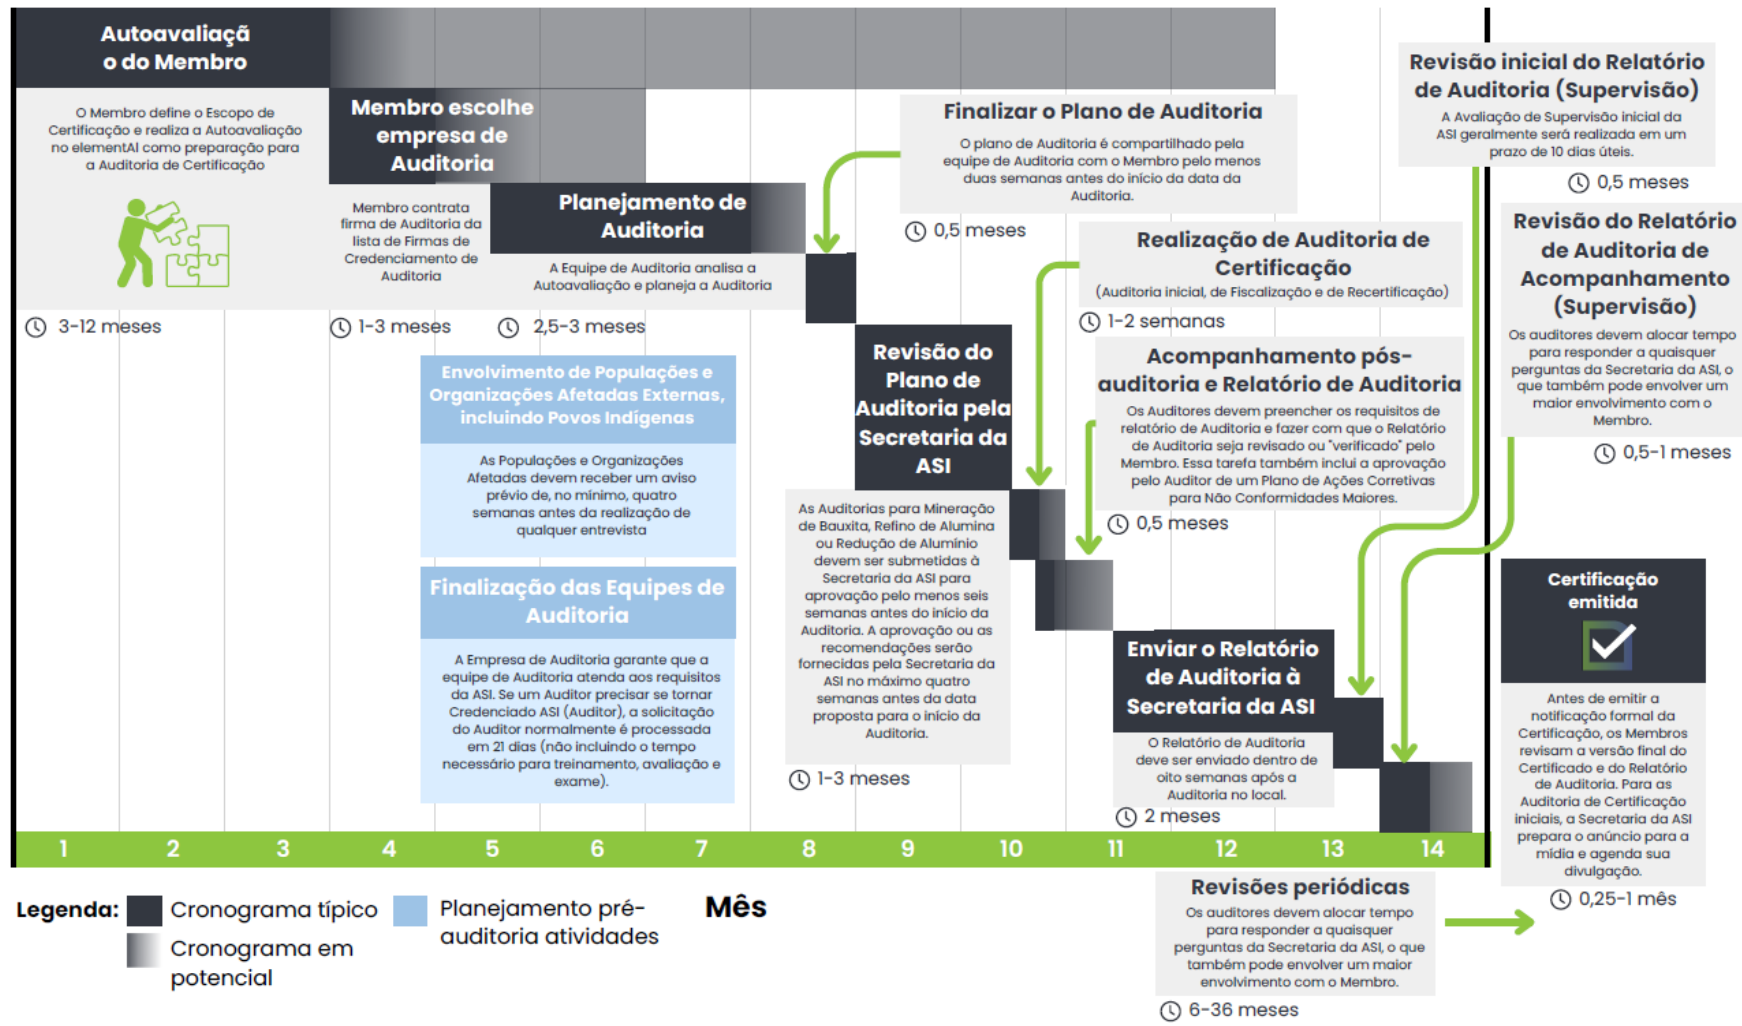 Autoavaliaçã
o do Membro
O Membro define o Escopo de
Certificação e realiza a Autoavaliação
no elementAl como preparação para
a Auditoria de Certificação
3-12 meses
Membro escolhe
empresa de
Auditoria
Membro contrata
firma de Auditoria da
lista de Firmas de
Credenciamento de
Auditoria
1-3 meses
Planejamento de
Auditoria
A Equipe de Auditoria analisa a
Autoavaliação e planeja a Auditoria
2,5-3 meses
Envolvimento de Populações e
Organizações Afetadas Externas,
incluindo Povos Indígenas
As Populações e Organizações
Afetadas devem receber um aviso
prévio de, no mínimo, quatro
semanas antes da realização de
qualquer entrevista
Finalização das Equipes de
Auditoria
A Empresa de Auditoria garante que a
equipe de Auditoria atenda aos requisitos
da ASI. Se um Auditor precisar se tornar
Credenciado ASI (Auditor), a solicitação
do Auditor normalmente é processada
em 21 dias (não incluindo o tempo
necessário para treinamento, avaliação e
exame).
Finalizar o Plano de Auditoria
O plano de Auditoria é compartilhado pela
equipe de Auditoria com o Membro pelo menos
duas semanas antes do início da data da
Auditoria.
0,5 meses
Revisão do
Plano de
Auditoria pela
Secretaria da
ASI
As Auditorias para Mineração
de Bauxita, Refino de Alumina
ou Redução de Alumínio
devem ser submetidas à
Secretaria da ASI para
aprovação pelo menos seis
semanas antes do início da
Auditoria. A aprovação ou as
recomendações serão
fornecidas pela Secretaria da
ASI no máximo quatro
semanas antes da data
proposta para o início da
Auditoria.
1-3 meses
Realização de Auditoria de
Certificação
(Auditoria inicial, de Fiscalização e de Recertificação)
1-2 semanas
Acompanhamento pós-
auditoria e Relatório de Auditoria
Os Auditores devem preencher os requisitos de
relatório de Auditoria e fazer com que o Relatório
de Auditoria seja revisado ou "verificado" pelo
Membro. Essa tarefa também inclui a aprovação
pelo Auditor de um Plano de Ações Corretivas
para Não Conformidades Maiores.
0,5 meses
Enviar o Relatório
de Auditoria à
Secretaria da ASI
O Relatório de Auditoria
deve ser enviado dentro de
oito semanas após a
Auditoria no local.
2 meses
Revisão inicial do Relatório
de Auditoria (Supervisão)
A Avaliação de Supervisão inicial da
ASI geralmente será realizada em um
prazo de 10 dias úteis.
0,5 meses
Revisão do Relatório
de Auditoria de
Acompanhamento
(Supervisão)
Os auditores devem alocar tempo
para responder a quaisquer
perguntas da Secretaria da ASI, o
que também pode envolver um
maior envolvimento com o
Membro.
0,5-1 meses
Certificação
emitida
Antes de emitir a
notificação formal da
Certificação, os Membros
revisam a versão final do
Certificado e do Relatório
de Auditoria. Para as
Auditoria de Certificação
iniciais, a Secretaria da ASI
prepara o anúncio para a
mídia e agenda sua
divulgação.
0,25-1 mês
1 2 3 4 5 6 7 8 9 10 11 12 13 14
Mês
Legenda:
Cronograma típico
Cronograma em
potencial
Planejamento pré-
auditoria atividades
Revisões periódicas
Os auditores devem alocar tempo
para responder a quaisquer
perguntas da Secretaria da ASI, o que
também pode envolver um maior
envolvimento com o Membro.
6-36 meses